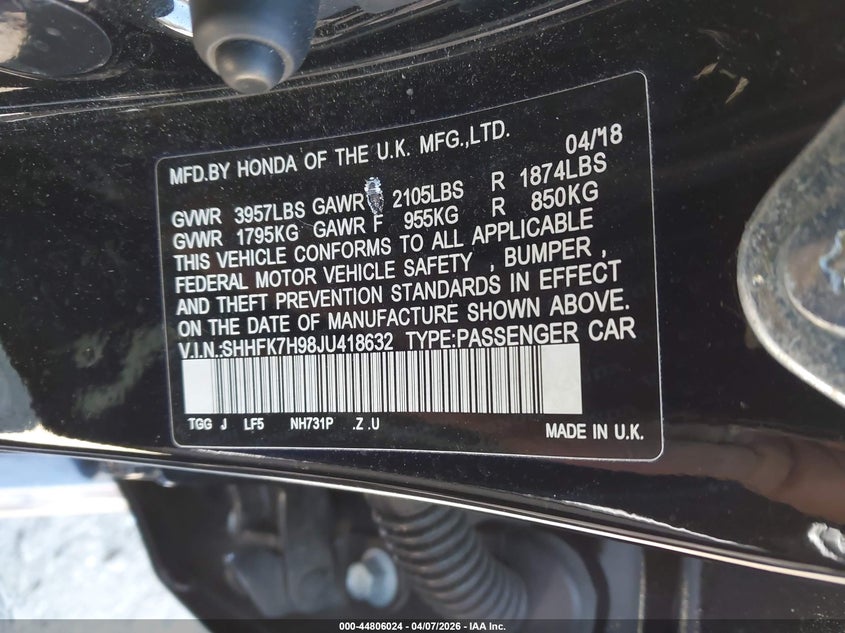 MFD.BY HONDA OF THE U.K. MFG.,LTD. 04/18
GVWR 3957LBS GAWR 2105LBS R 1874LBS
GVWR 1795KG GAWR F 955KG R 850KG
THIS VEHICLE CONFORMS TO ALL APPLICABLE
FEDERAL MOTOR VEHICLE SAFETY , BUMPER ,
AND THEFT PREVENTION STANDARDS IN EFFECT
ON THE DATE OF MANUFACTURE SHOWN ABOVE.
V.I.N.:SHHFK7H98JU418632 TYPE:PASSENGER CAR
TGG J LF5 NH731P .Z .U
MADE IN U.K.
000-44806024 | 04/07/2026 - IAA Inc.